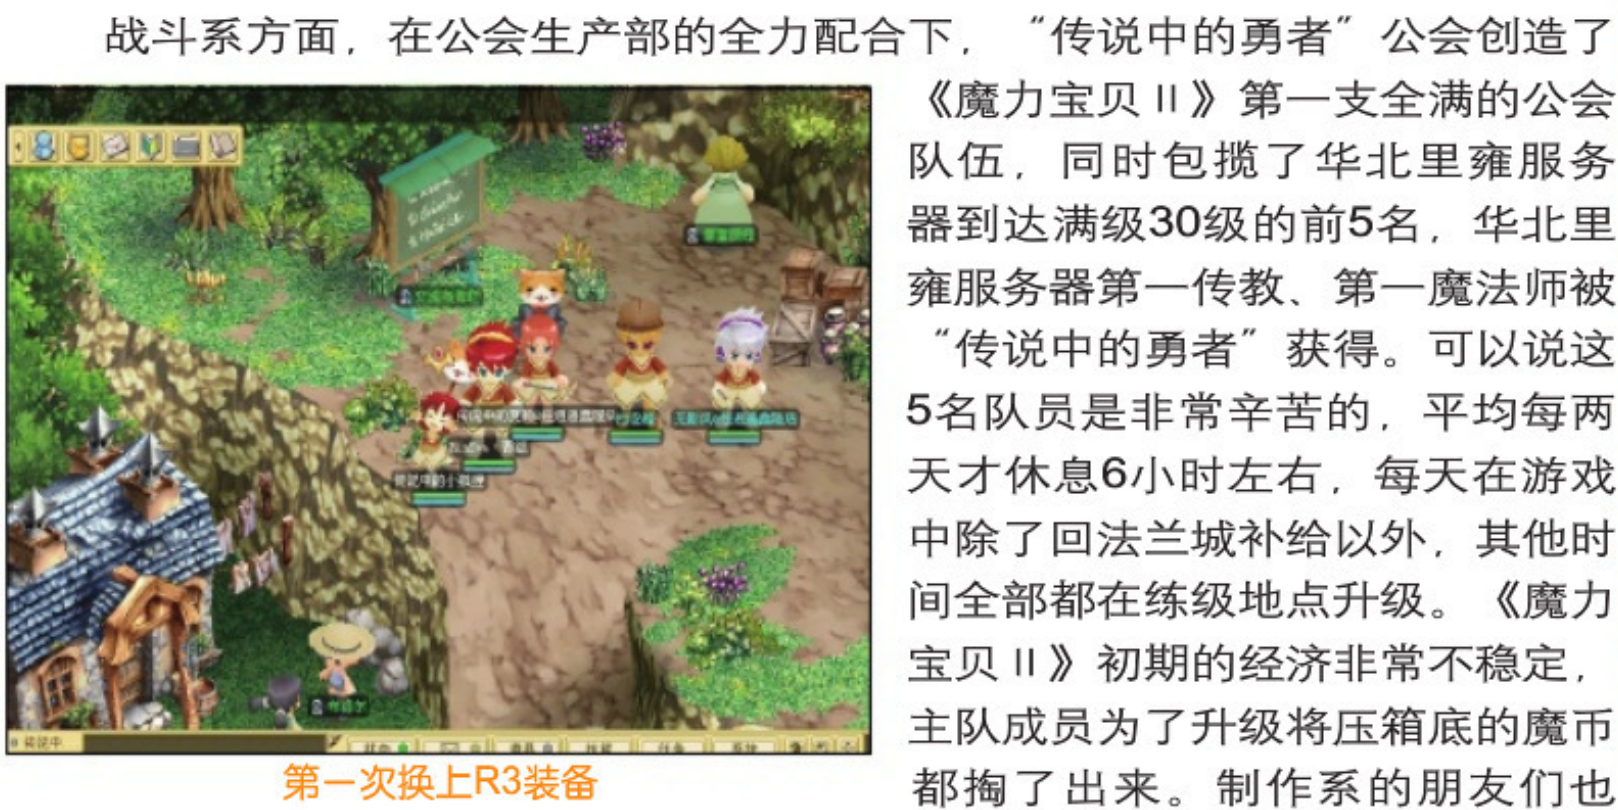 战斗系方面，在公会生产部的全力配合下，“传说中的勇者”公会创造了
《魔力宝贝Ⅱ》第一支全满的公会
队伍，同时包揽了华北里雍服务
器到达满级30级的前5名，华北里
雍服务器第一传教、第一魔法师被
“传说中的勇者”获得。可以说这
5名队员是非常辛苦的，平均每两
天才休息6小时左右，每天在游戏
中除了回法兰城补给以外，其他时
间全部都在练级地点升级。《魔力
宝贝Ⅱ》初期的经济非常不稳定，
主队成员为了升级将压箱底的魔币
都掏了出来。制作系的朋友们也
第一次换上R3装备